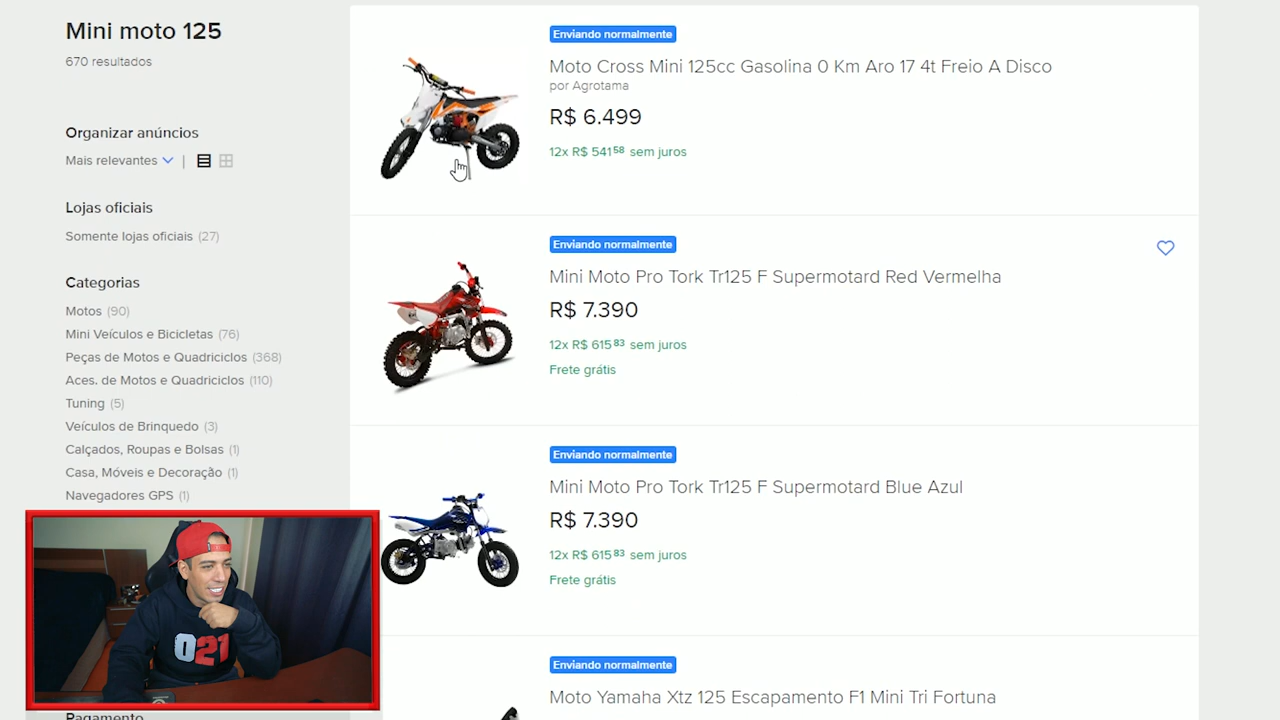 Mini moto 125
670 resultados
Organizar anúncios
Mais relevantes |
Lojas oficiais
Somente lojas oficiais (27)
Categorias
Motos (90)
Mini Veículos e Bicicletas (76)
Peças de Motos e Quadriciclos (368)
Aces. de Motos e Quadriciclos (110)
Tuning (5)
Veículos de Brinquedo (3)
Calçados, Roupas e Bolsas (1)
Casa, Móveis e Decoração (1)
Navegadores GPS (1)
Pagamento
Enviando normalmente
Moto Cross Mini 125cc Gasolina 0 Km Aro 17 4t Freio A Disco
por Agrotama
R$ 6.499
12x R$ 541 58 sem juros
Enviando normalmente
Mini Moto Pro Tork Tr125 F Supermotard Red Vermelha
R$ 7.390
12x R$ 615 83 sem juros
Frete grátis
Enviando normalmente
Mini Moto Pro Tork Tr125 F Supermotard Blue Azul
R$ 7.390
12x R$ 615 83 sem juros
Frete grátis
Enviando normalmente
Moto Yamaha Xtz 125 Escapamento F1 Mini Tri Fortuna
021